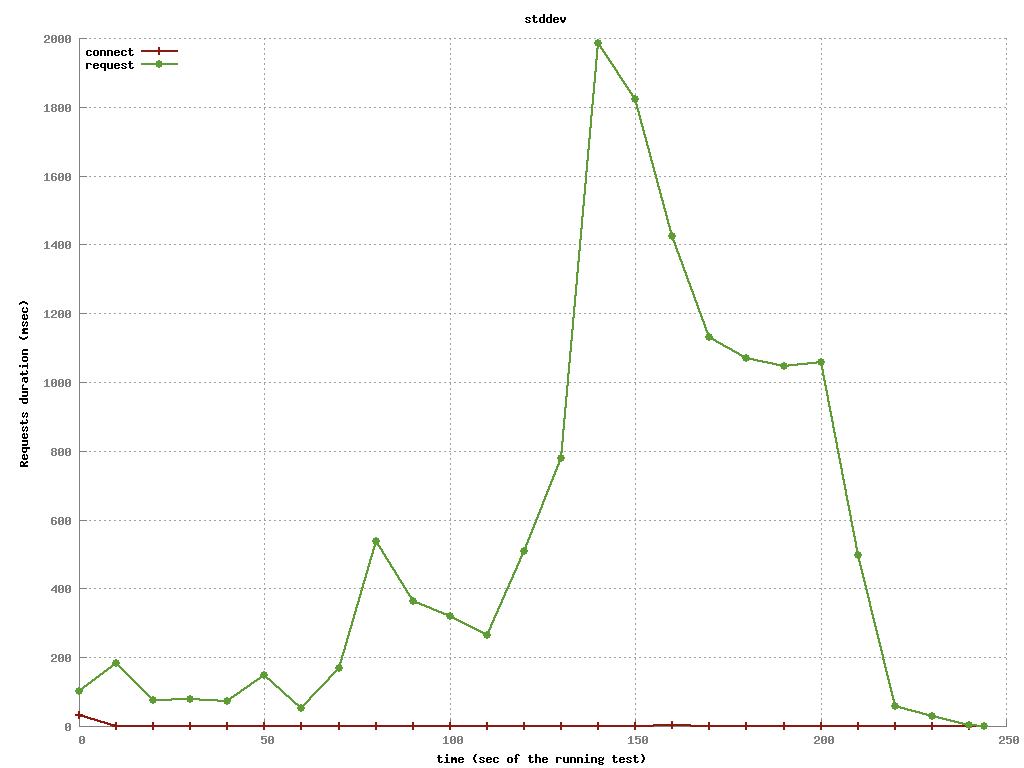 stddev
connect
request
2000
1800
1600
1400
1200
1000
800
600
400
200
0
Requests duration (msec)
0 50 100 150 200 250
time (sec of the running test)